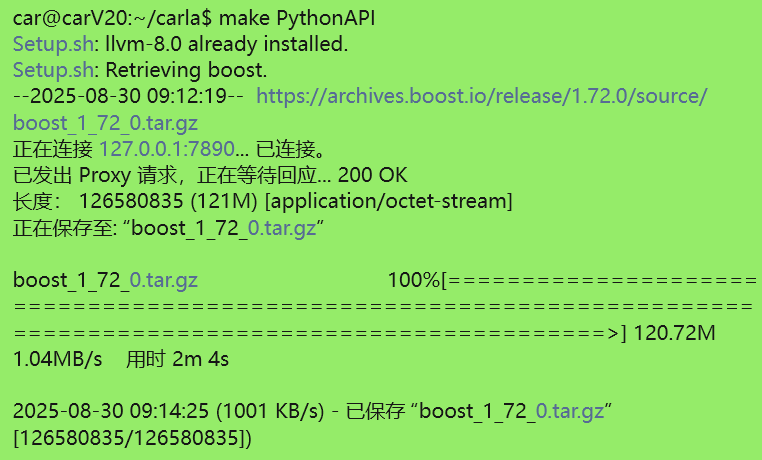 car@carV20:~/carla$ make PythonAPI
Setup.sh: llvm-8.0 already installed.
Setup.sh: Retrieving boost.
--2025-08-30 09:12:19--  https://archives.boost.io/release/1.72.0/source/
boost_1_72_0.tar.gz
正在连接 127.0.0.1:7890... 已连接。
已发出 Proxy 请求，正在等待回应... 200 OK
长度： 126580835 (121M) [application/octet-stream]
正在保存至: “boost_1_72_0.tar.gz”
boost_1_72_0.tar.gz 100%[=====================
==================================================
========================================>] 120.72M
1.04MB/s 用时 2m 4s
2025-08-30 09:14:25 (1001 KB/s) - 已保存 “boost_1_72_0.tar.gz”
[126580835/126580835])